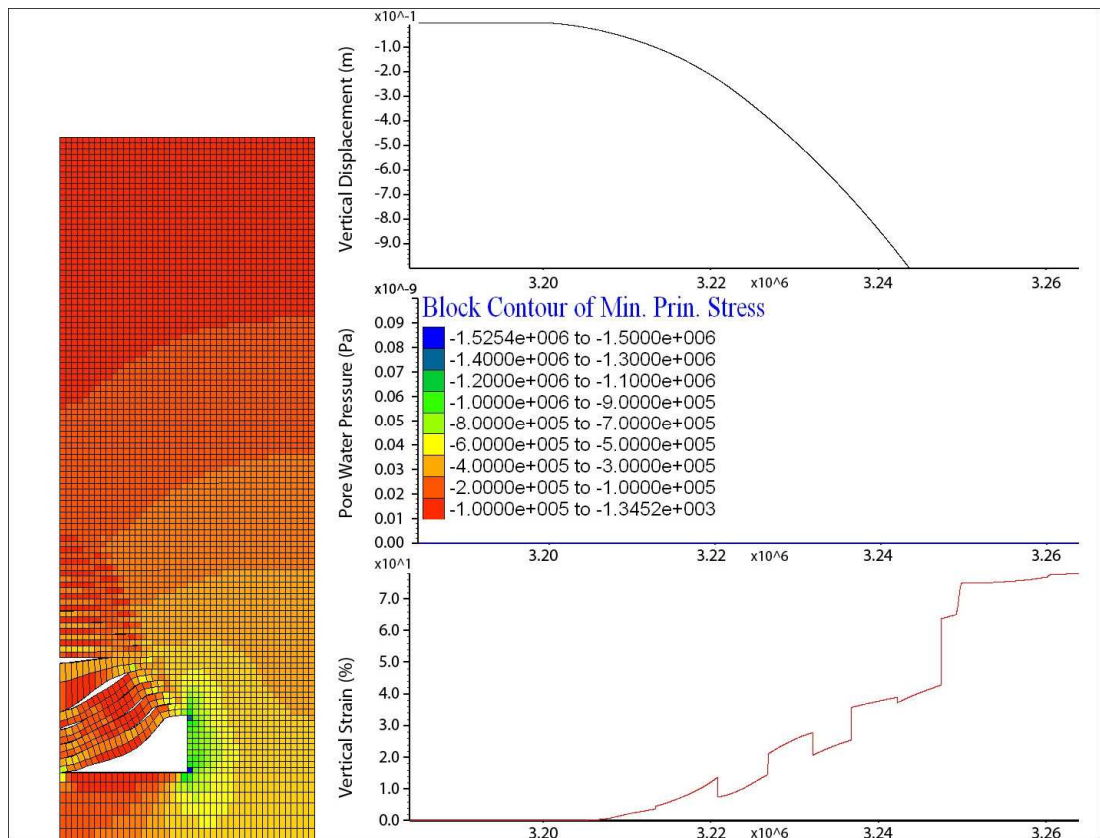 x10^-1
Vertical Displacement (m)
-1.0
-2.0
-3.0
-4.0
-5.0
-6.0
-7.0
-8.0
-9.0
3.20
3.22
x10^6
3.24
3.26
x10^-9
Pore Water Pressure (Pa)
0.09
0.08
0.07
0.06
0.05
0.04
0.03
0.02
0.01
0.00
Block Contour of Min. Prin. Stress
-1.5254e+006 to -1.5000e+006
-1.4000e+006 to -1.3000e+006
-1.2000e+006 to -1.1000e+006
-1.0000e+006 to -9.0000e+005
-8.0000e+005 to -7.0000e+005
-6.0000e+005 to -5.0000e+005
-4.0000e+005 to -3.0000e+005
-2.0000e+005 to -1.0000e+005
-1.0000e+005 to -1.3452e+003
3.20
3.22
x10^6
3.24
3.26
x10^1
Vertical Strain (%)
7.0
6.0
5.0
4.0
3.0
2.0
1.0
0.0
3.20
3.22
x10^6
3.24
3.26